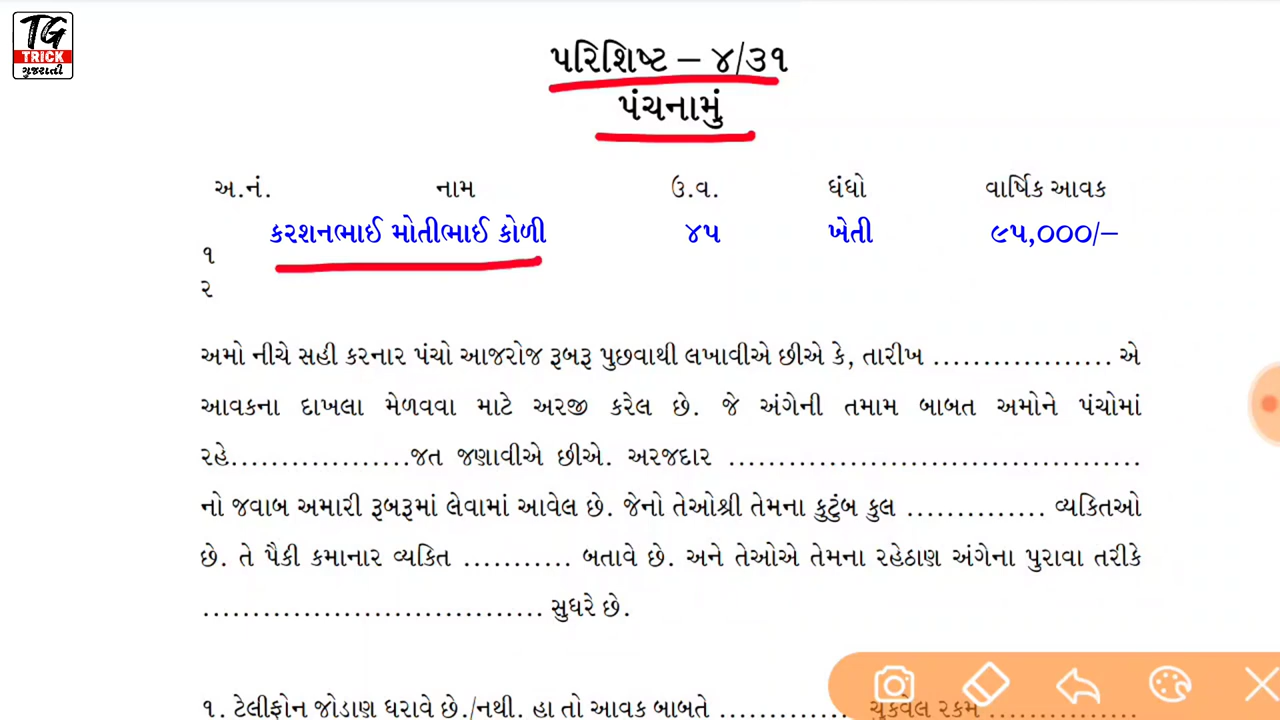 TG
TRICK
ગુજરાતી
પરિશિષ્ટ – ૪/૩૧
પંચનામું
અ.નં. નામ ઉ.વ. ધંધો વાર્ષિક આવક
કરશનભાઈ મોતીભાઈ કોળી ૪૫ ખેતી ૯૫,૦૦૦/–
૧
૨
અમો નીચે સહી કરનાર પંચો આજરોજ રૂબરૂ પુછવાથી લખાવીએ છીએ કે, તારીખ .................. એ
આવકના દાખલા મેળવવા માટે અરજી કરેલ છે. જે અંગેની તમામ બાબત અમોને પંચોમાં
રહે..................જત જણાવીએ છીએ. અરજદાર .........................................
નો જવાબ અમારી રૂબરૂમાં લેવામાં આવેલ છે. જેનો તેઓશ્રી તેમના કુટુંબ કુલ .............. વ્યકિતઓ
છે. તે પૈકી કમાનાર વ્યકિત ........... બતાવે છે. અને તેઓએ તેમના રહેઠાણ અંગેના પુરાવા તરીકે
.................................. સુધરે છે.
૧. ટેલીફોન જોડાણ ધરાવે છે./નથી. હા તો આવક બાબતે ............. ચુકવેલ રકમ ...............